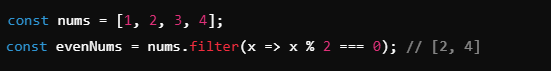 const nums = [1, 2, 3, 4];
const evenNums = nums.filter(x => x % 2 === 0); // [2, 4]